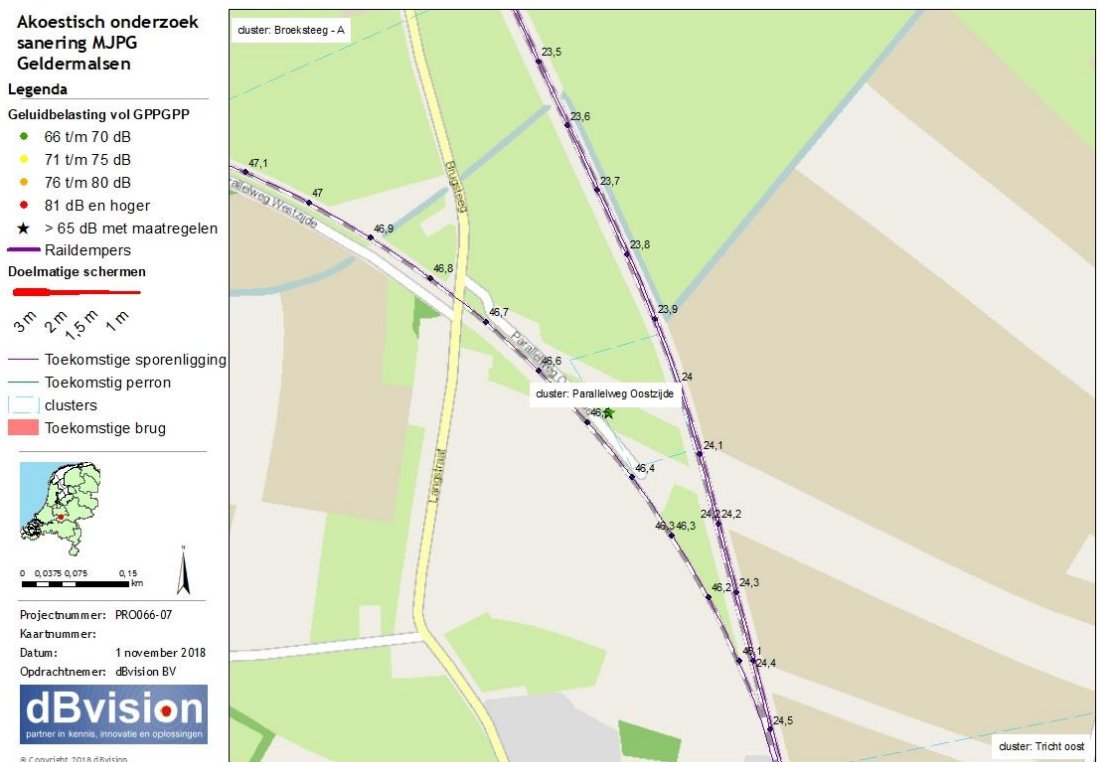 Akoestisch onderzoek
sanering MJPG
Geldermalsen
Legenda
Geluidbelasting vol GPPGPP
66 t/m 70 dB
71 t/m 75 dB
76 t/m 80 dB
81 dB en hoger
> 65 dB met maatregelen
Raildempers
Doelmatige schermen
3 m
2 m
1,5 m
1 m
Toekomstige sporenligging
Toekomstig perron
clusters
Toekomstige brug
N
0 0,0375 0,075 0,15
km
Projectnummer: PRO066-07
Kaartnummer:
Datum: 1 november 2018
Opdrachtnemer: dBvision BV
dBvision
partner in kennis, innovatie en oplossingen
© Copyright 2018 dBvision
cluster: Broeksteeg - A
23,5
23,6
23,7
23,8
23,9
24
24,1
24,2 24,2
24,3
24,4
24,5
47,1
47
46,9
46,8
46,7
46,6
46,4
46,3 46,3
46,2
46,1
Parallelweg Westzijde
Brugsteeg
Langstraat
Parallelweg O
cluster: Parallelweg Oostzijde
cluster: Tricht oost